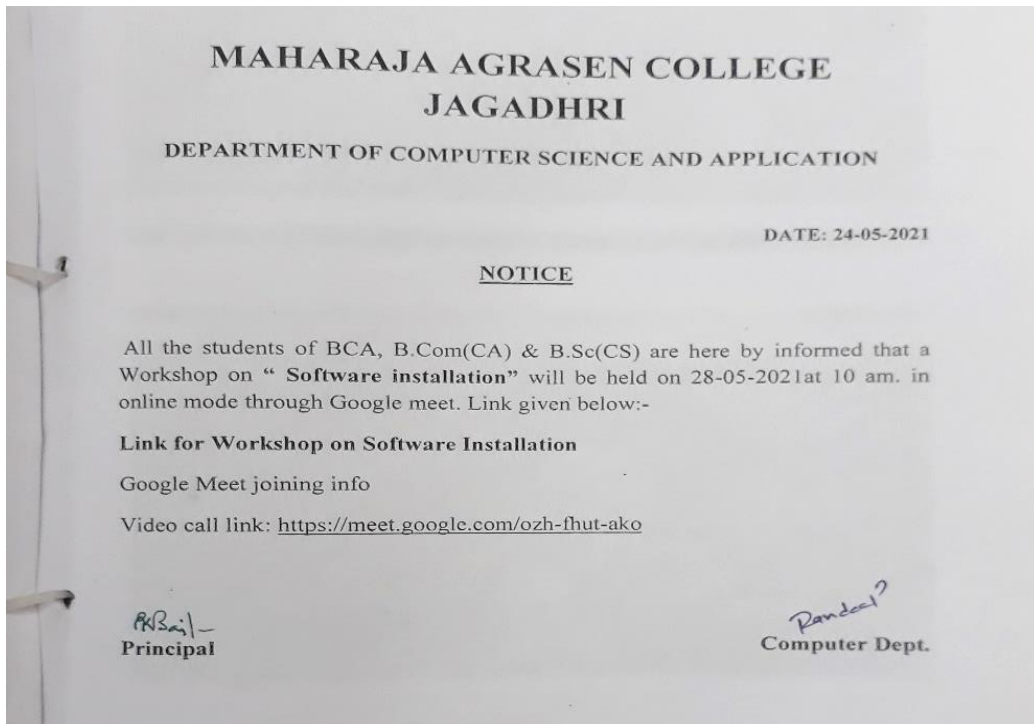 MAHARAJA AGRASEN COLLEGE
JAGADHRI
DEPARTMENT OF COMPUTER SCIENCE AND APPLICATION
DATE: 24-05-2021
NOTICE
All the students of BCA, B.Com(CA) & B.Sc(CS) are here by informed that a
Workshop on “ Software installation” will be held on 28-05-2021at 10 am. in
online mode through Google meet. Link given below:-
Link for Workshop on Software Installation
Google Meet joining info
Video call link: https://meet.google.com/ozh-fhut-ako
Principal
Computer Dept.